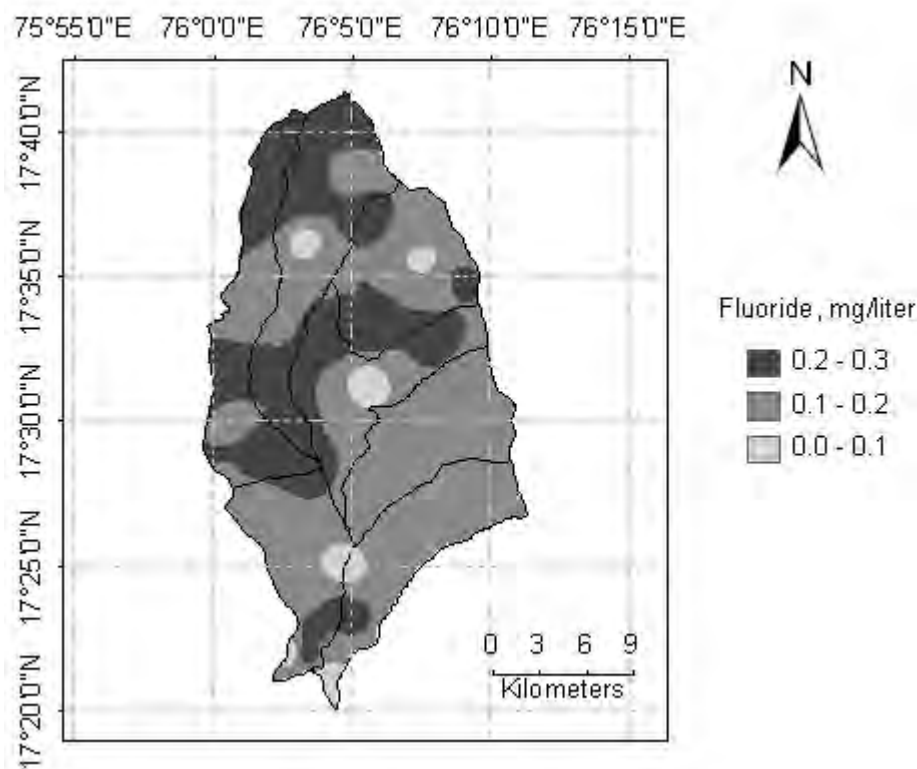 75°55'0"E 76°0'0"E 76°5'0"E 76°10'0"E 76°15'0"E
N
17°40'0"N
17°35'0"N
17°30'0"N
17°25'0"N
17°20'0"N
Fluoride , mg/liter
0.2 - 0.3
0.1 - 0.2
0.0 - 0.1
0 3 6 9
Kilometers